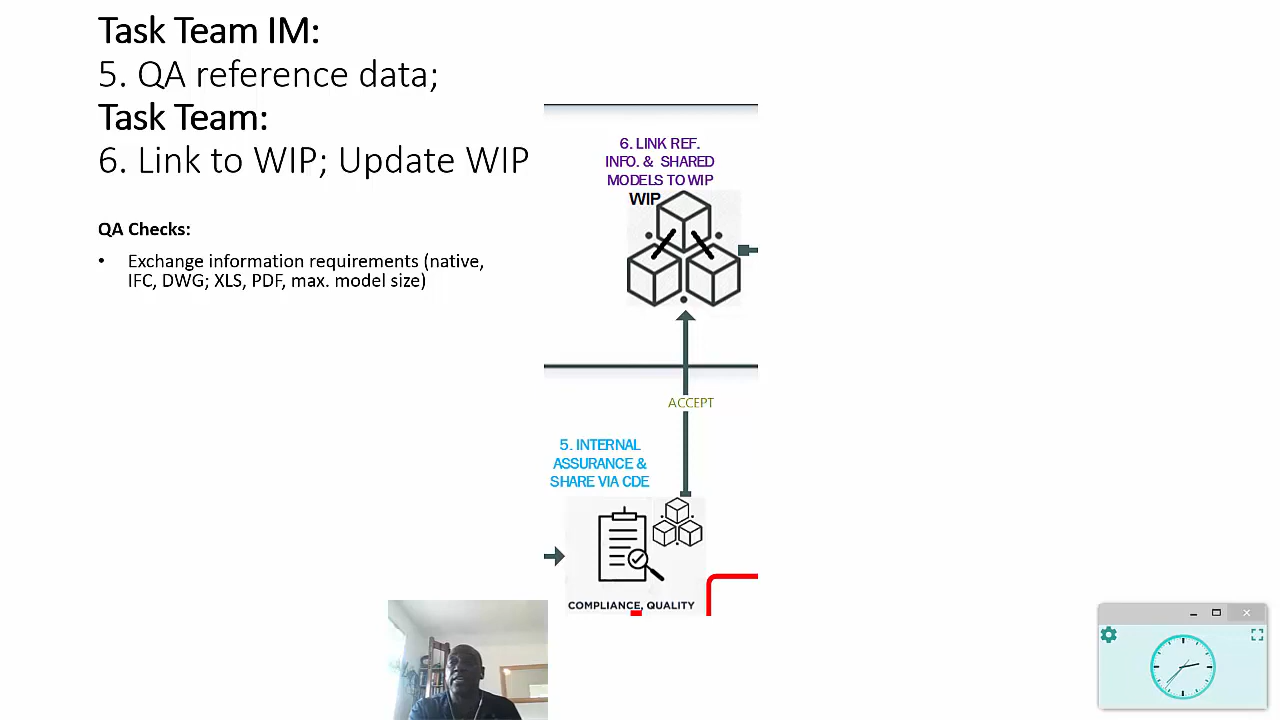 Task Team IM:
5. QA reference data;
Task Team:
6. Link to WIP; Update WIP
QA Checks:
• Exchange information requirements (native,
IFC, DWG; XLS, PDF, max. model size)
6. LINK REF.
INFO. & SHARED
MODELS TO WIP
WIP
ACCEPT
5. INTERNAL
ASSURANCE &
SHARE VIA CDE
COMPLIANCE, QUALITY